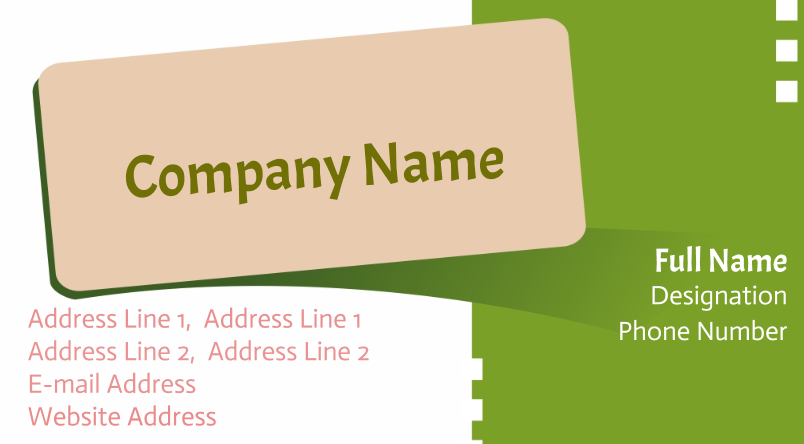 Company Name
Full Name
Designation
Phone Number
Address Line 1,  Address Line 1
Address Line 2,  Address Line 2
E-mail Address
Website Address